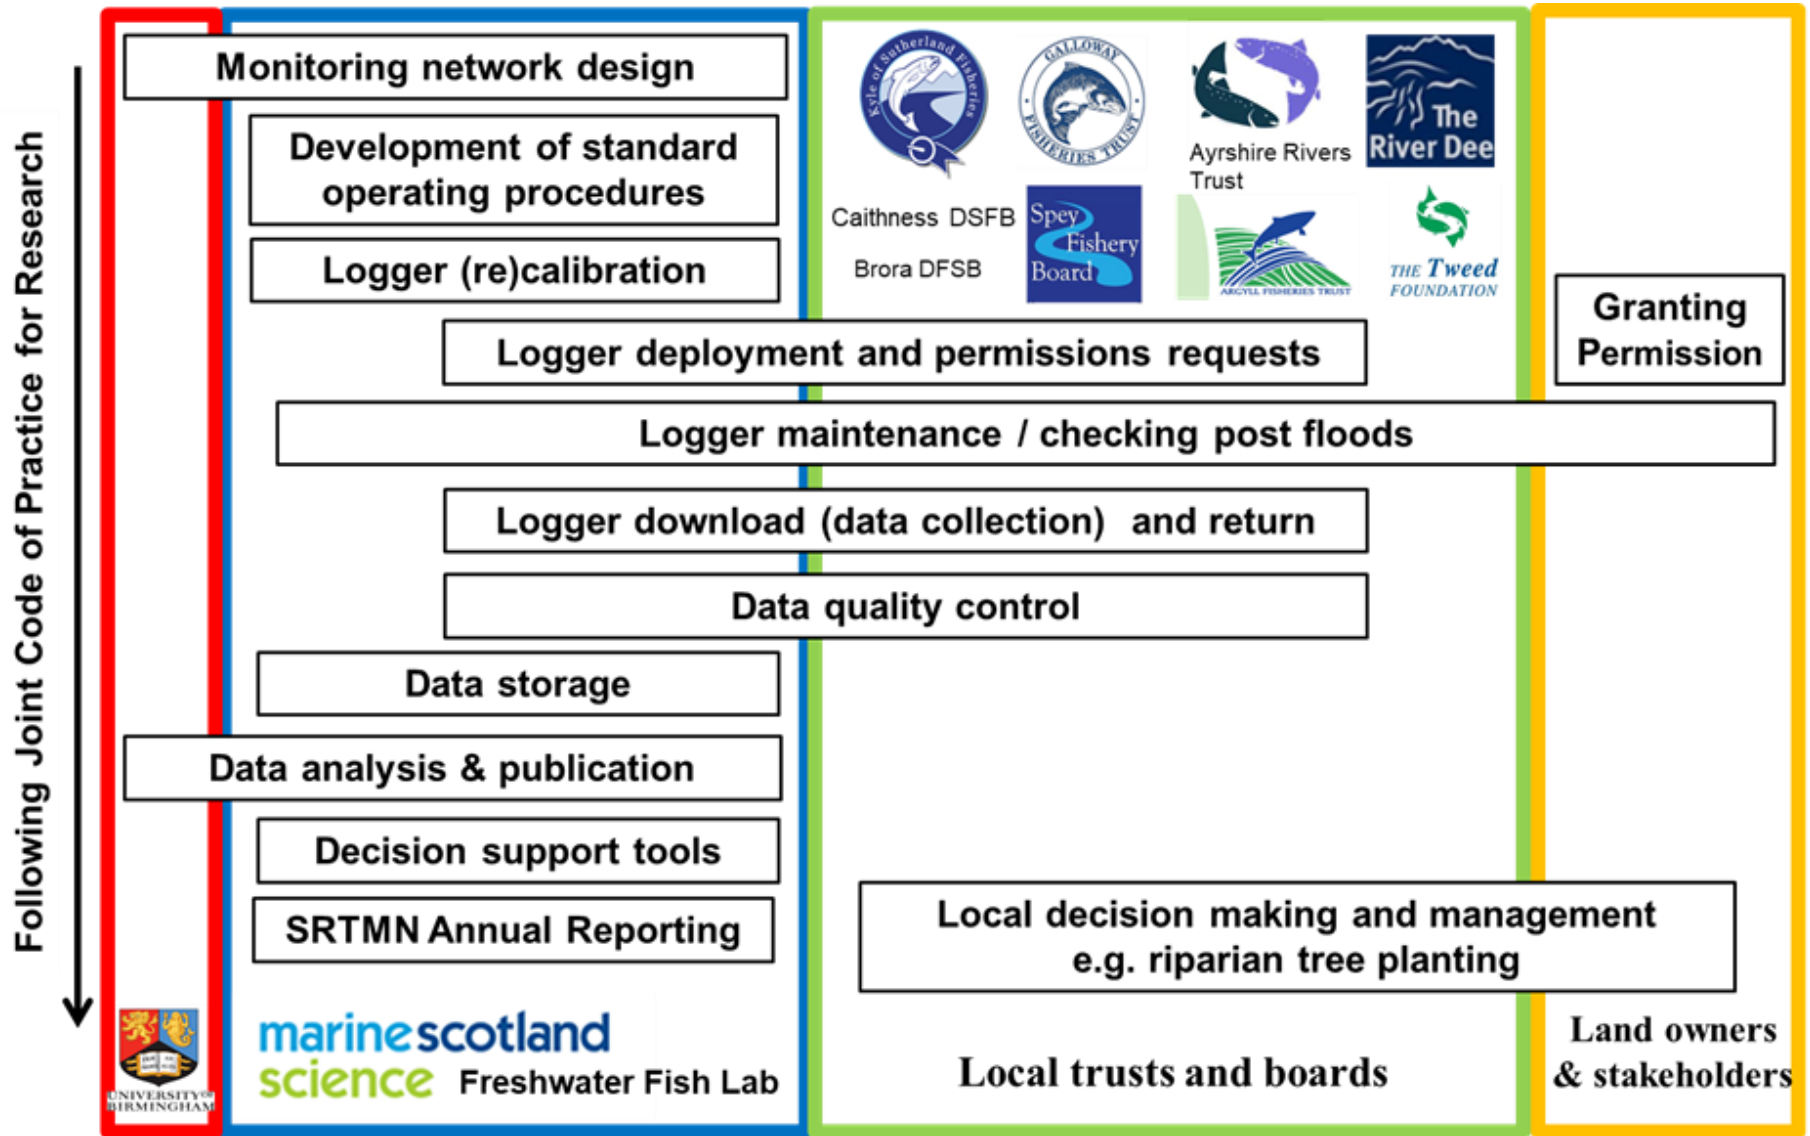 Following Joint Code of Practice for Research
Monitoring network design
Development of standard
operating procedures
Logger (re)calibration
Kyle of Sutherland Fisheries
GALLOWAY
FISHERIES TRUST
Ayrshire Rivers
Trust
The
River Dee
Caithness DSFB
Brora DFSB
Spey
Fishery
Board
ARGYLL FISHERIES TRUST
THE Tweed
FOUNDATION
Granting
Permission
Logger deployment and permissions requests
Logger maintenance / checking post floods
Logger download (data collection) and return
Data quality control
Data storage
Data analysis & publication
Decision support tools
SRTMN Annual Reporting
Local decision making and management
e.g. riparian tree planting
UNIVERSITY OF
BIRMINGHAM
marinescotland
science Freshwater Fish Lab
Local trusts and boards
Land owners
& stakeholders